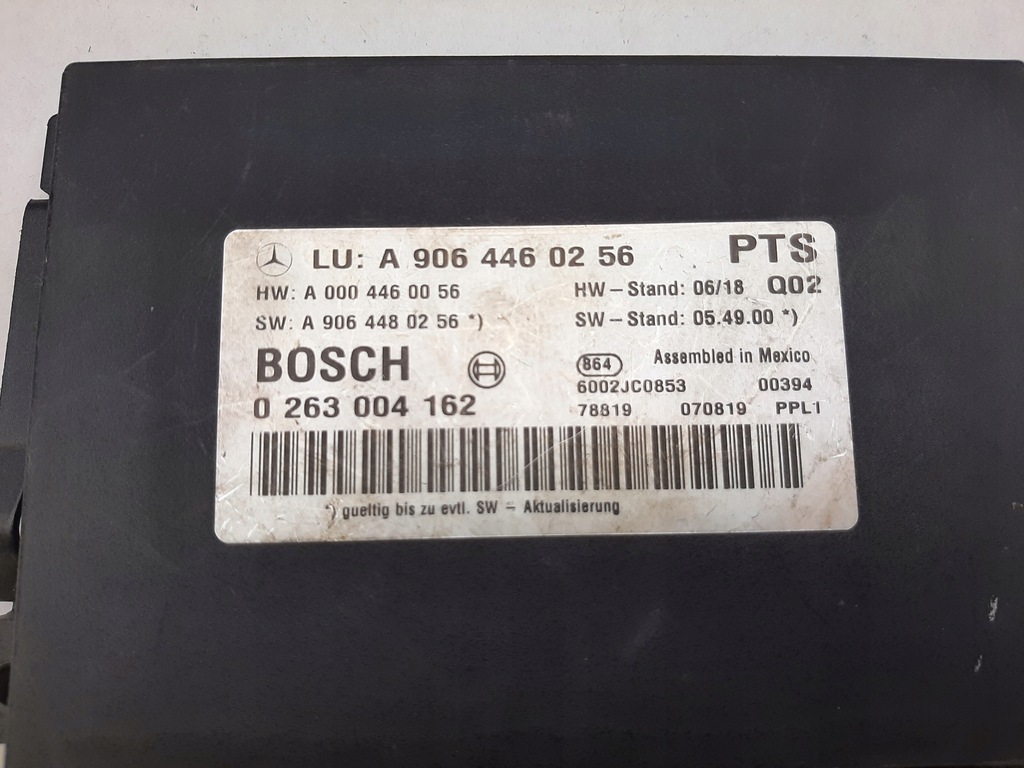 LU: A 906 446 02 56 PTS
HW: A 000 446 00 56 HW-Stand: 06/18 Q02
SW: A 906 448 02 56 *) SW-Stand: 05.49.00 *)
BOSCH 864 Assembled in Mexico
6002JC0853 00394
0 263 004 162 78819 070819 PPL1
*) gueltig bis zu evtl. SW - Aktualisierung